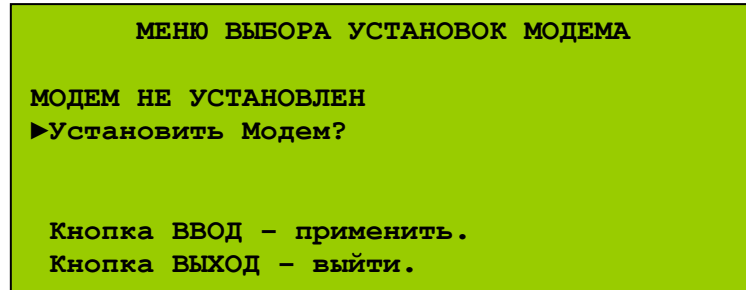 МЕНЮ ВЫБОРА УСТАНОВОК МОДЕМА
МОДЕМ НЕ УСТАНОВЛЕН
►Установить Модем?
Кнопка ВВОД – применить.
Кнопка ВЫХОД – выйти.